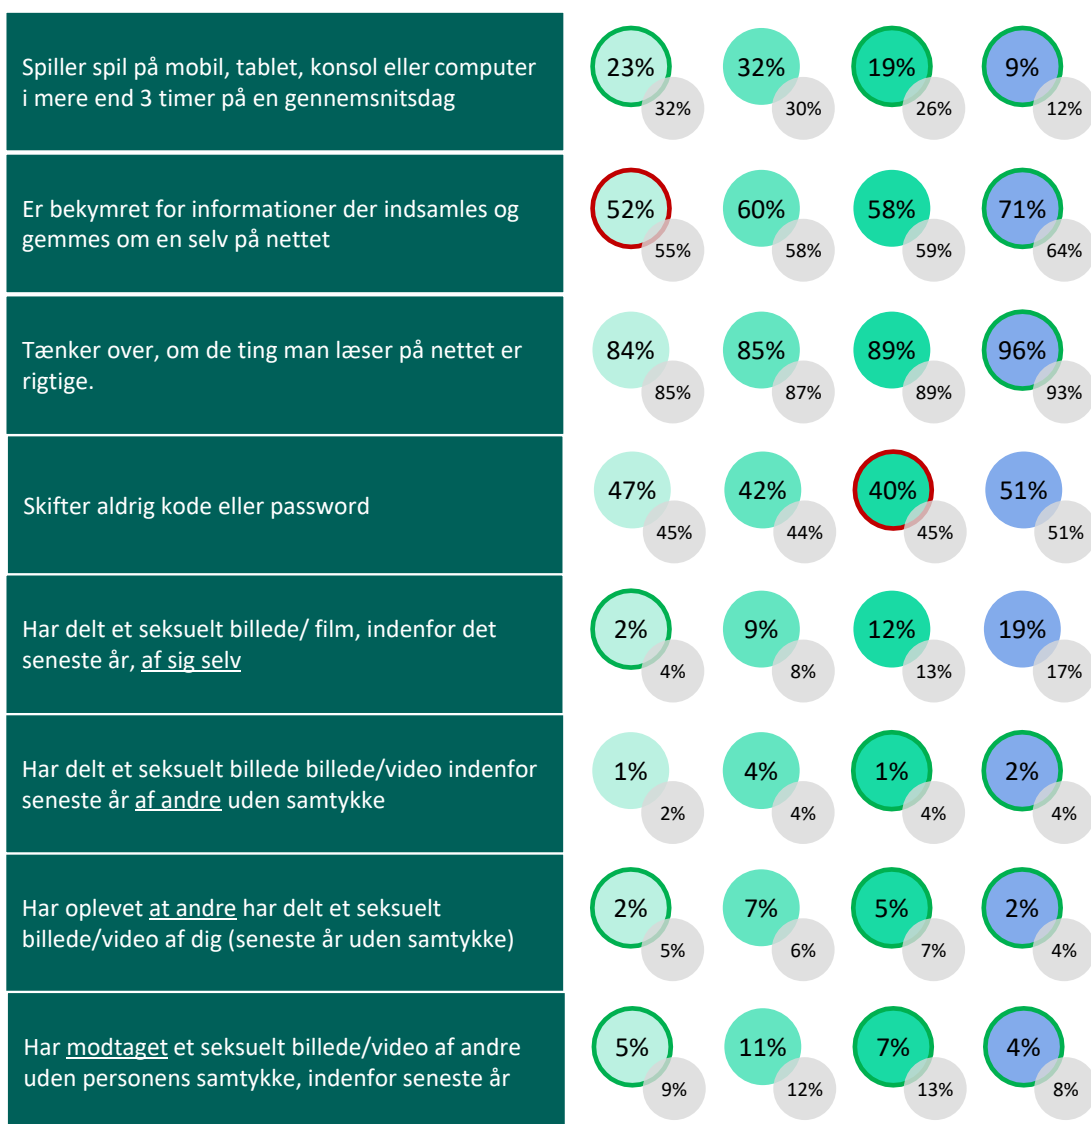 Spiller spil på mobil, tablet, konsol eller computer
i mere end 3 timer på en gennemsnitsdag
23% 32% 19% 9%
32% 30% 26% 12%
Er bekymret for informationer der indsamles og
gemmes om en selv på nettet
52% 60% 58% 71%
55% 58% 59% 64%
Tænker over, om de ting man læser på nettet er
rigtige.
84% 85% 89% 96%
85% 87% 89% 93%
Skifter aldrig kode eller password
47% 42% 40% 51%
45% 44% 45% 51%
Har delt et seksuelt billede/ film, indenfor det
seneste år, af sig selv
2% 9% 12% 19%
4% 8% 13% 17%
Har delt et seksuelt billede billede/video indenfor
seneste år af andre uden samtykke
1% 4% 1% 2%
2% 4% 4% 4%
Har oplevet at andre har delt et seksuelt
billede/video af dig (seneste år uden samtykke)
2% 7% 5% 2%
5% 6% 7% 4%
Har modtaget et seksuelt billede/video af andre
uden personens samtykke, indenfor seneste år
5% 11% 7% 4%
9% 12% 13% 8%